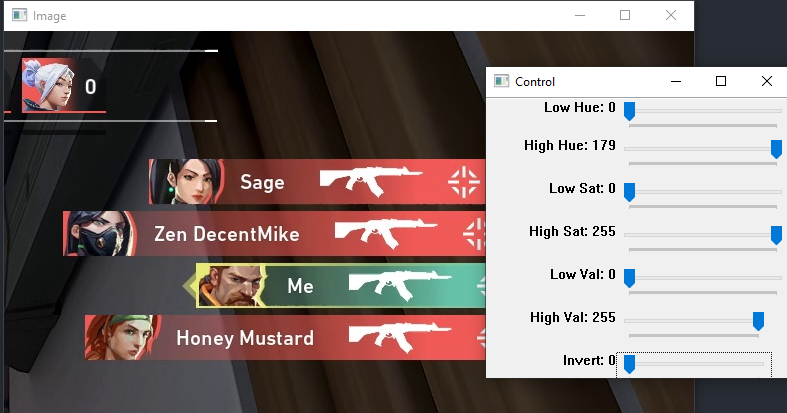 Image
0
Sage
Zen DecentMike
Me
Honey Mustard
Control
Low Hue: 0
High Hue: 179
Low Sat: 0
High Sat: 255
Low Val: 0
High Val: 255
Invert: 0